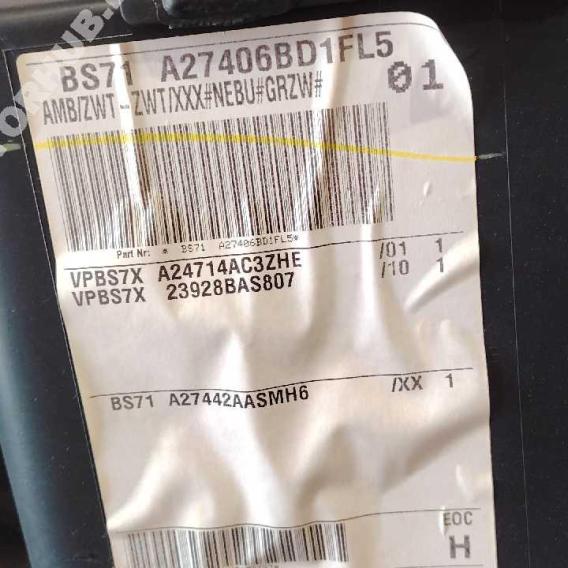 BS71 A27406BD1FL5
01
AMB/ZWT - ZWT/XXX#NEBU#GRZW#
Part Nr: * BS71 A27406BD1FL5*
VPBS7X A24714AC3ZHE /01 1
VPBS7X 23928BAS807 /10 1
BS71 A27442AASMH6 /XX 1
EOC
H